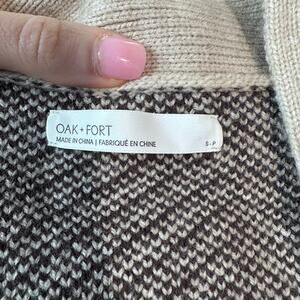 OAK + FORT
MADE IN CHINA | FABRIQUÉ EN CHINE
S - P